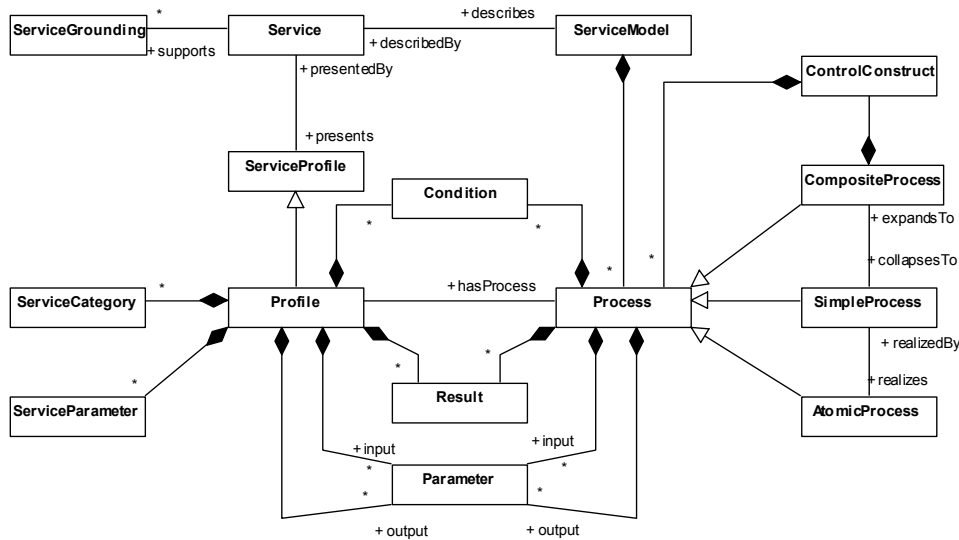 + describes
*
ServiceGrounding
Service
ServiceModel
+ supports
+ describedBy
+ presentedBy
ControlConstruct
+ presents
ServiceProfile
CompositeProcess
Condition
+ expandsTo
*
*
+ collapsesTo
*
*
*
+ hasProcess
ServiceCategory
Profile
Process
SimpleProcess
+ realizedBy
*
*
*
+ realizes
Result
ServiceParameter
AtomicProcess
+ input
+ input
*
*
Parameter
*
*
+ output
+ output